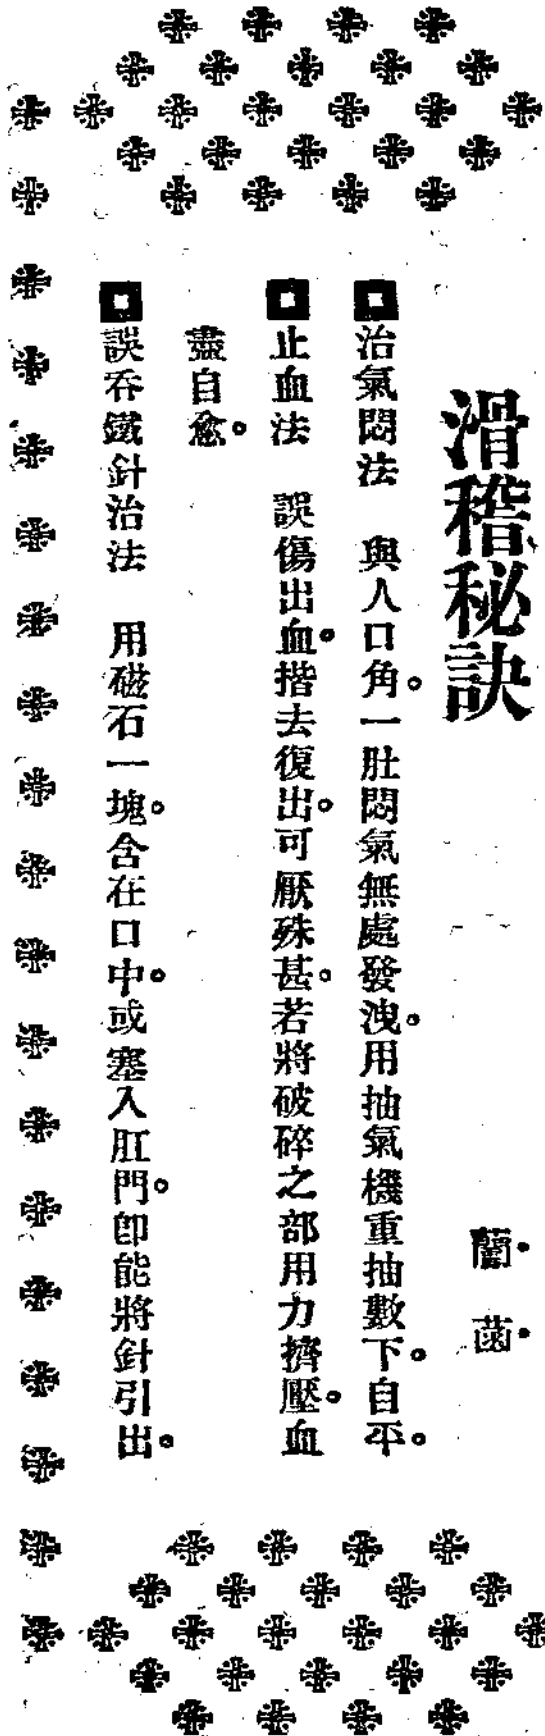 滑稽秘訣
蘭菡
治氣悶法　與人口角。一肚悶氣無處發洩。用抽氣機重抽數下。自平。
止血法　誤傷出血。揩去復出。可厭殊甚。若將破碎之部用力擠壓。血
盡自愈。
誤吞鐵針治法　用磁石一塊。含在口中。或塞入肛門。卽能將針引出。